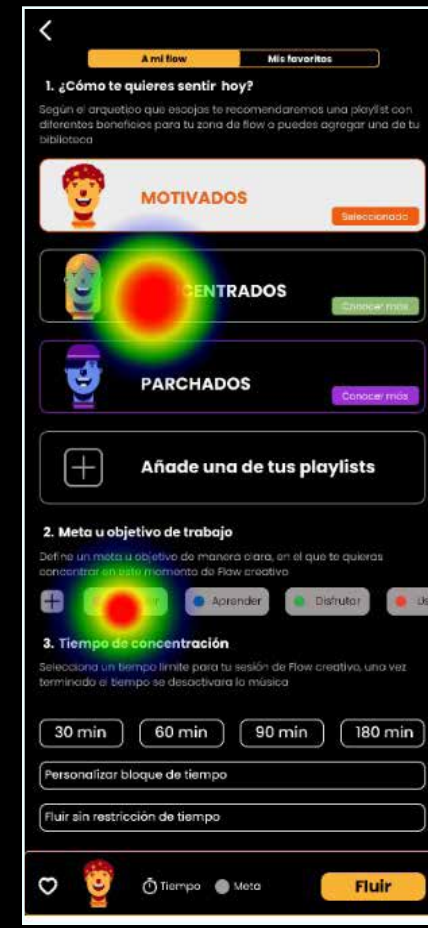 A mi flow
Mis favoritos
1. ¿Cómo te quieres sentir hoy?
Según el arquetipo que escojas te recomendaremos una playlist con
diferentes beneficios para tu zona de flow o puedes agregar una de tu
biblioteca
MOTIVADOS
Seleccionado
CENTRADOS
Conocer más
PARCHADOS
Conocer más
Añade una de tus playlists
2. Meta u objetivo de trabajo
Define un meta u objetivo de manera clara, en el que te quieras
concentrar en este momento de Flow creativo
Aprender
Disfrutar
3. Tiempo de concentración
Selecciona un tiempo limite para tu sesión de Flow creativo, una vez
terminado el tiempo se desactivara la música
30 min
60 min
90 min
180 min
Personalizar bloque de tiempo
Fluir sin restricción de tiempo
Tiempo
Meta
Fluir